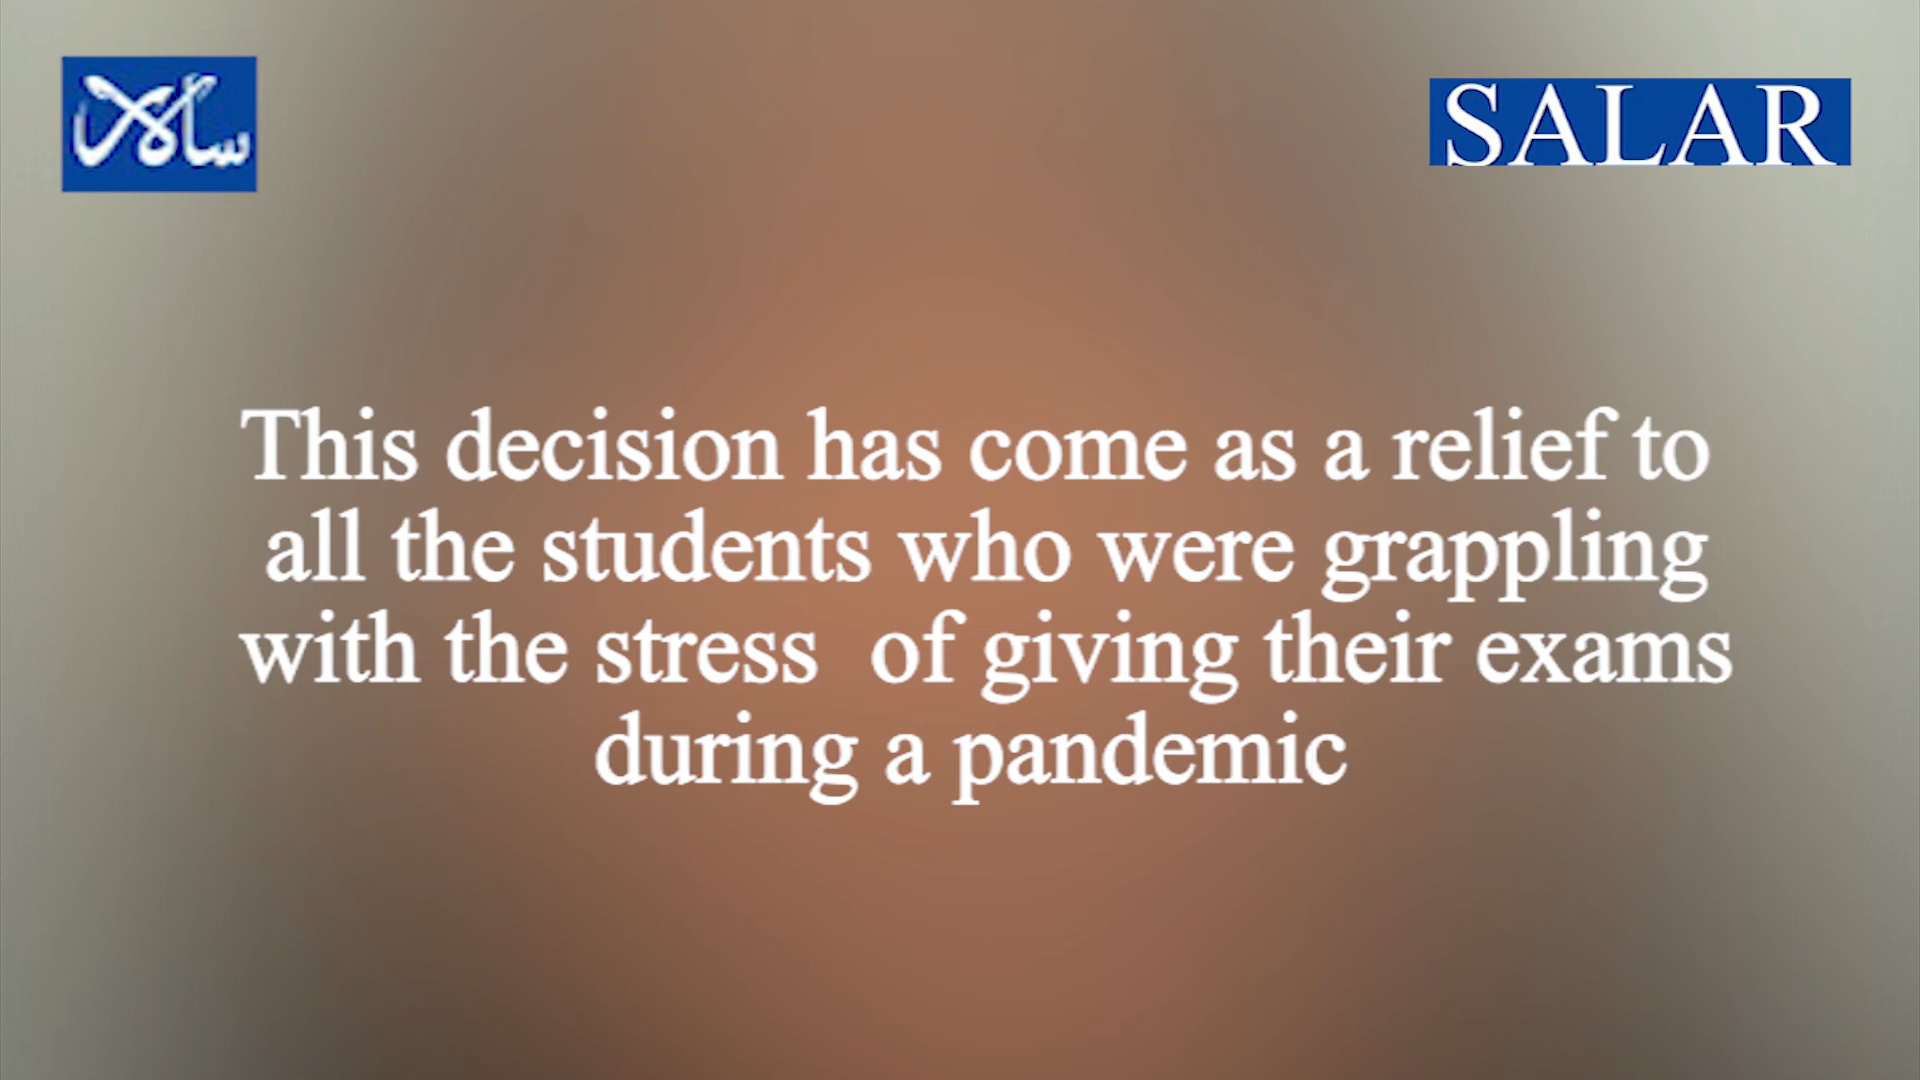 سالار
SALAR
This decision has come as a relief to
all the students who were grappling
with the stress of giving their exams
during a pandemic